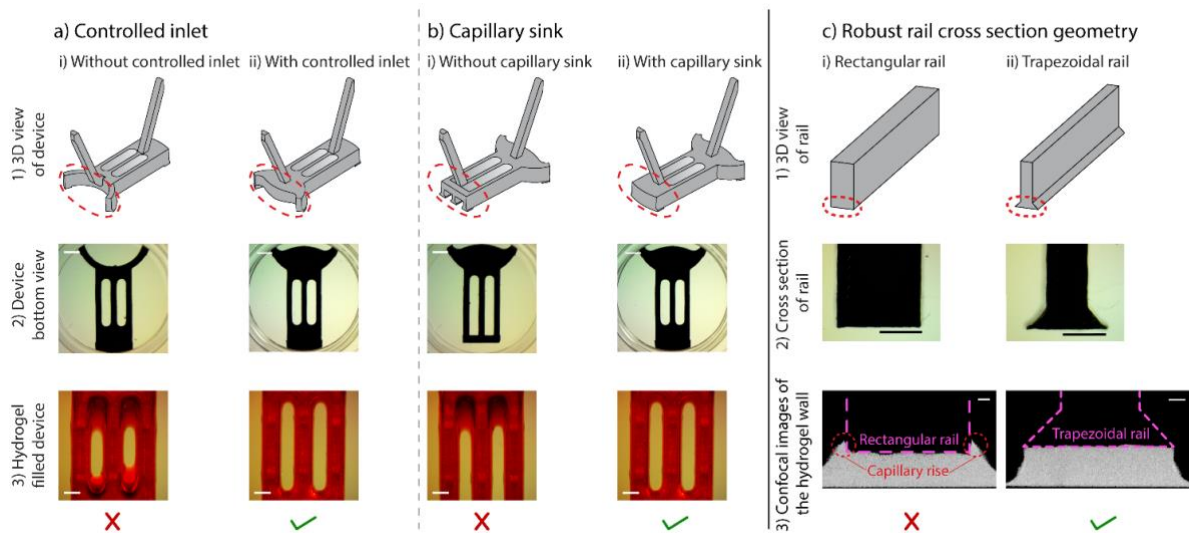 a) Controlled inlet
i) Without controlled inlet
ii) With controlled inlet
b) Capillary sink
i) Without capillary sink
ii) With capillary sink
c) Robust rail cross section geometry
i) Rectangular rail
ii) Trapezoidal rail
1) 3D view
of device
1) 3D view
of rail
2) Device
bottom view
2) Cross section
of rail
3) Hydrogel
filled device
3) Confocal images of
the hydrogel wall
Rectangular rail
Capillary rise
Trapezoidal rail